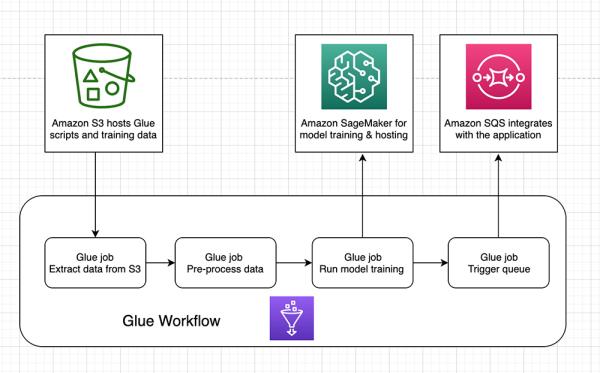 Amazon S3 hosts Glue
scripts and training data
Amazon SageMaker for
model training & hosting
Amazon SQS integrates
with the application
Glue job
Extract data from S3
Glue job
Pre-process data
Glue job
Run model training
Glue job
Trigger queue
Glue Workflow